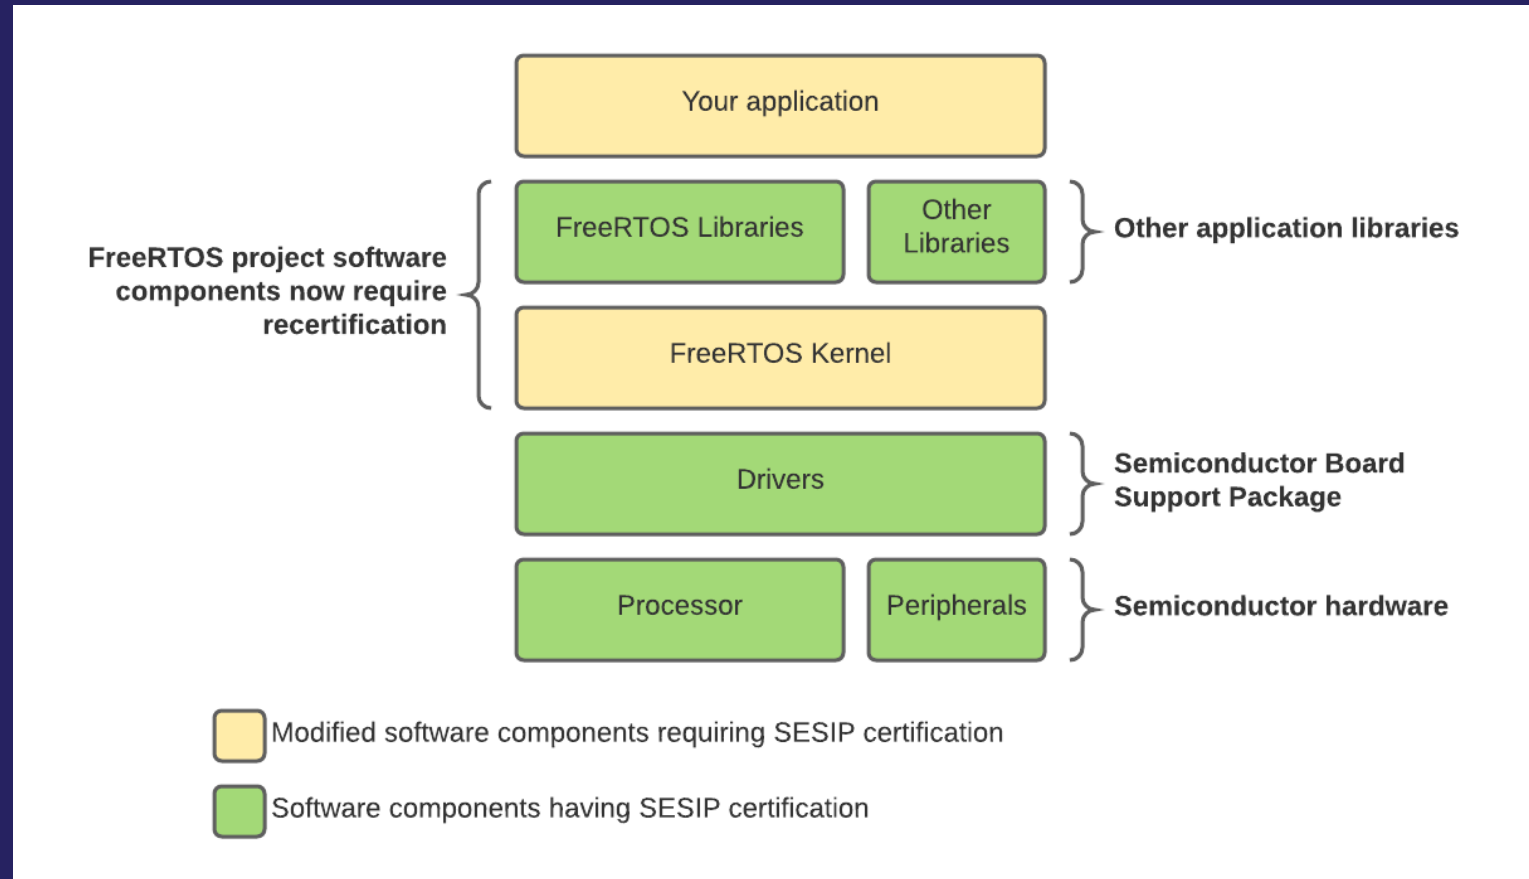 Your application
FreeRTOS Libraries
Other
Libraries
Other application libraries
FreeRTOS project software
components now require
recertification
FreeRTOS Kernel
Drivers
Semiconductor Board
Support Package
Processor
Peripherals
Semiconductor hardware
Modified software components requiring SESIP certification
Software components having SESIP certification